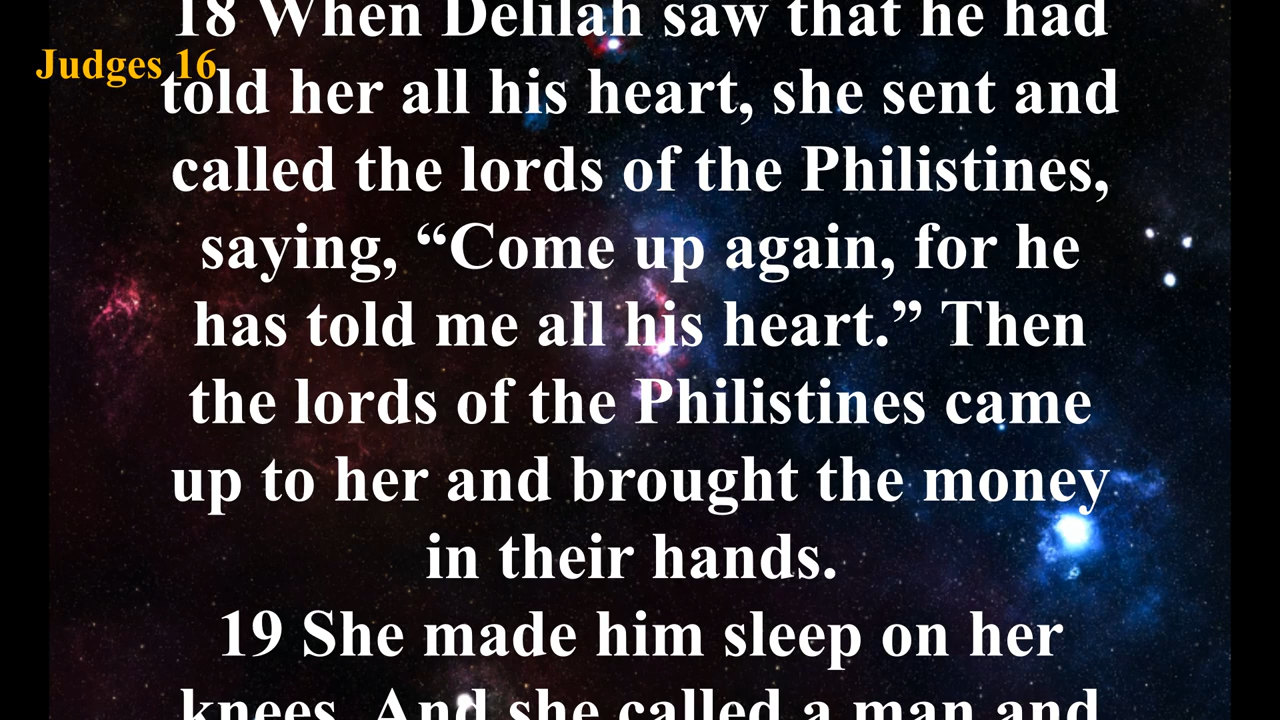 18 When Delilah saw that he had
Judges 16
told her all his heart, she sent and
called the lords of the Philistines,
saying, “Come up again, for he
has told me all his heart.” Then
the lords of the Philistines came
up to her and brought the money
in their hands.
19 She made him sleep on her
knees. And she called a man and